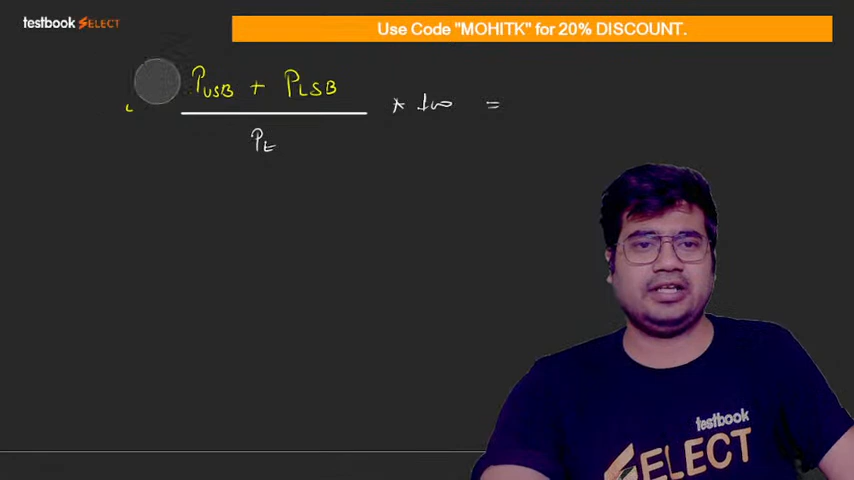 testbook SELECT
Use Code "MOHITK" for 20% DISCOUNT.
P_USB + P_LSB
* 100 =
P_t
testbook
SELECT